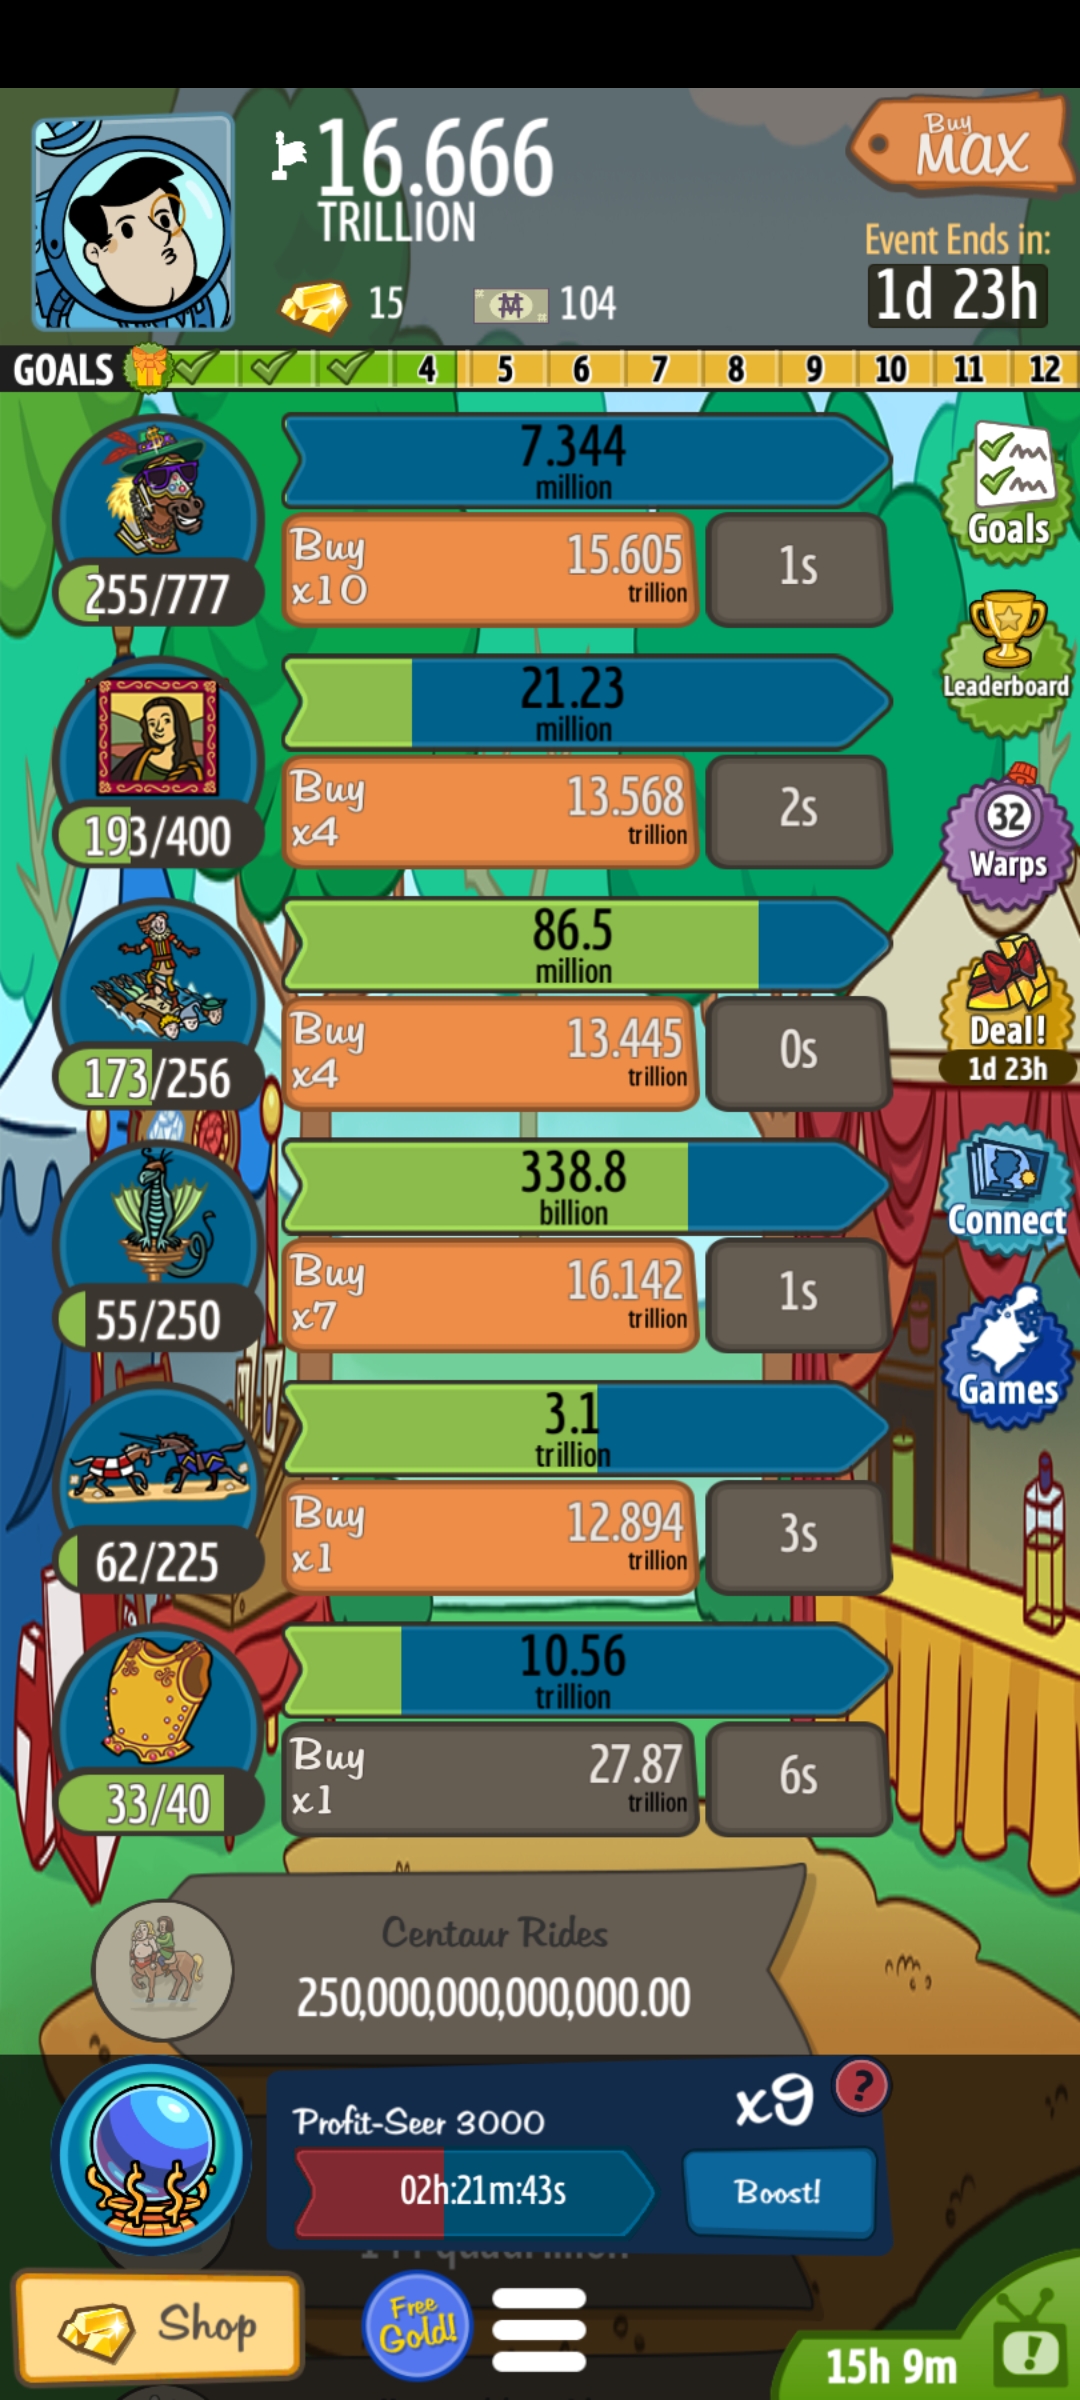 16.666
TRILLION
15
104
Buy
MAX
Event Ends in:
1d 23h
GOALS
4 5 6 7 8 9 10 11 12
7.344
million
Buy
x10
15.605
trillion
1s
255/777
Goals
21.23
million
Buy
x4
13.568
trillion
2s
193/400
Leaderboard
32
Warps
86.5
million
Buy
x4
13.445
trillion
0s
173/256
Deal!
1d 23h
338.8
billion
Buy
x7
16.142
trillion
1s
55/250
Connect
Games
3.1
trillion
Buy
x1
12.894
trillion
3s
62/225
10.56
trillion
Buy
x1
27.87
trillion
6s
33/40
Centaur Rides
250,000,000,000,000.00
Profit-Seer 3000
x9
?
02h:21m:43s
Boost!
Shop
Free
Gold!
15h 9m
!